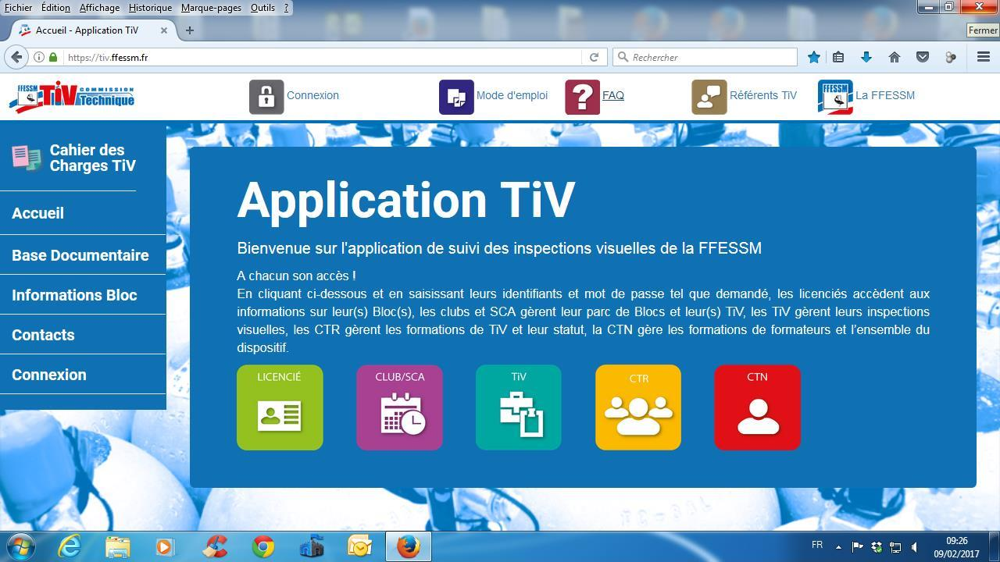 Fichier Édition Affichage Historique Marque-pages Outils ?
Accueil - Application TiV
Fermer
https://tiv.ffessm.fr
Rechercher
FFESSM TiV COMMISSION Technique
Connexion
Mode d'emploi
FAQ
Référents TiV
FFESSM
La FFESSM
Cahier des
Charges TiV
Accueil
Base Documentaire
Informations Bloc
Contacts
Connexion
Application TiV
Bienvenue sur l'application de suivi des inspections visuelles de la FFESSM
A chacun son accès !
En cliquant ci-dessous et en saisissant leurs identifiants et mot de passe tel que demandé, les licenciés accèdent aux
informations sur leur(s) Bloc(s), les clubs et SCA gèrent leur parc de Blocs et leur(s) TiV, les TiV gèrent leurs inspections
visuelles, les CTR gèrent les formations de TiV et leur statut, la CTN gère les formations de formateurs et l’ensemble du
dispositif.
LICENCIÉ
CLUB/SCA
TiV
CTR
CTN
FR
09:26
09/02/2017